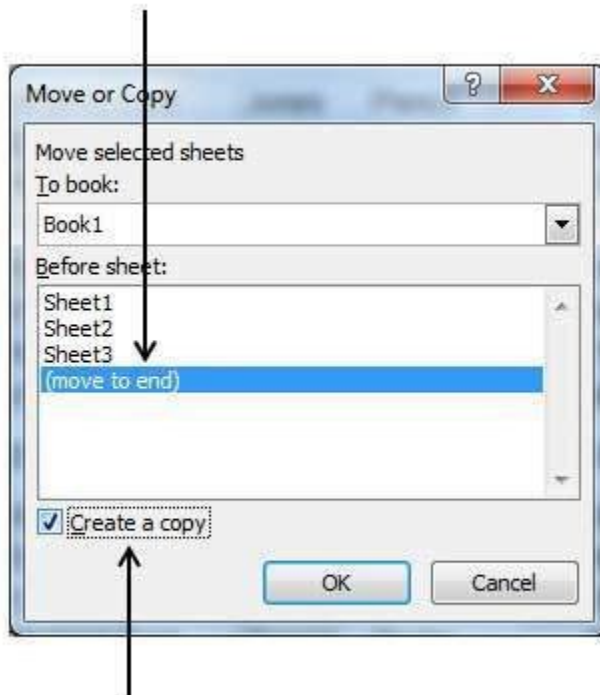 Move or Copy
Move selected sheets
To book:
Book1
Before sheet:
Sheet1
Sheet2
Sheet3
(move to end)
Create a copy
OK
Cancel